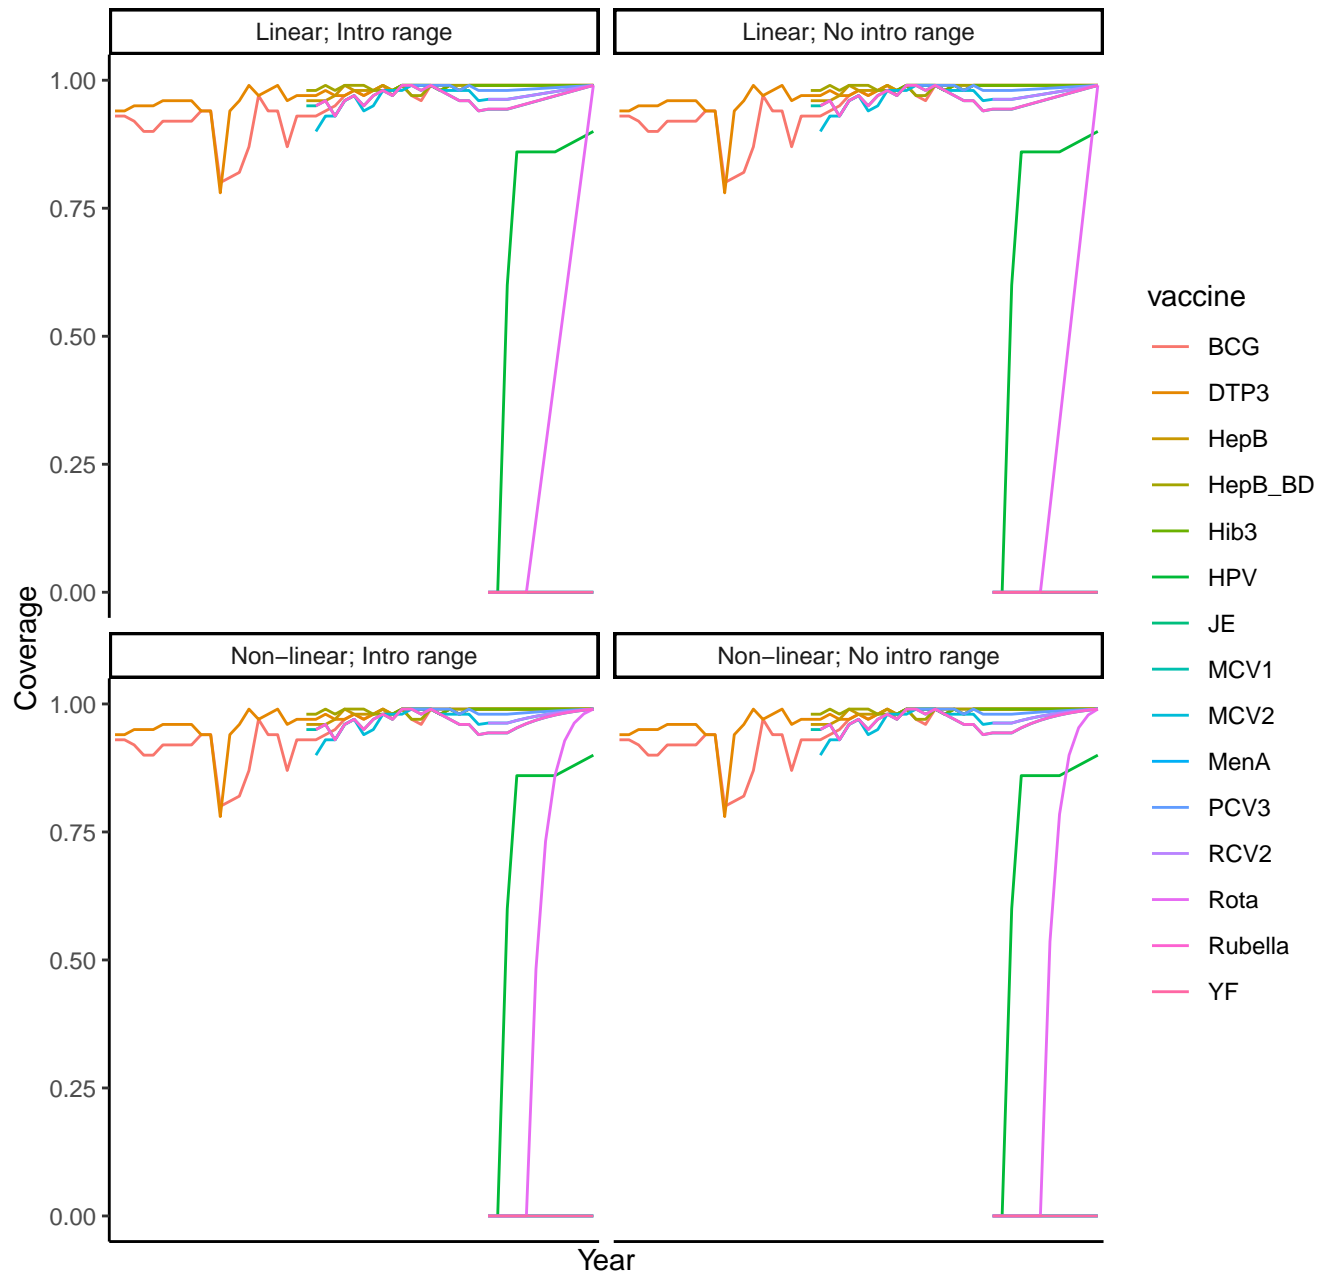 Linear; Intro range
Linear; No intro range
1.00
0.75
0.50
0.25
0.00
Non−linear; Intro range
Non−linear; No intro range
1.00
0.75
0.50
0.25
0.00
Coverage
Year
vaccine
BCG
DTP3
HepB
HepB_BD
Hib3
HPV
JE
MCV1
MCV2
MenA
PCV3
RCV2
Rota
Rubella
YF